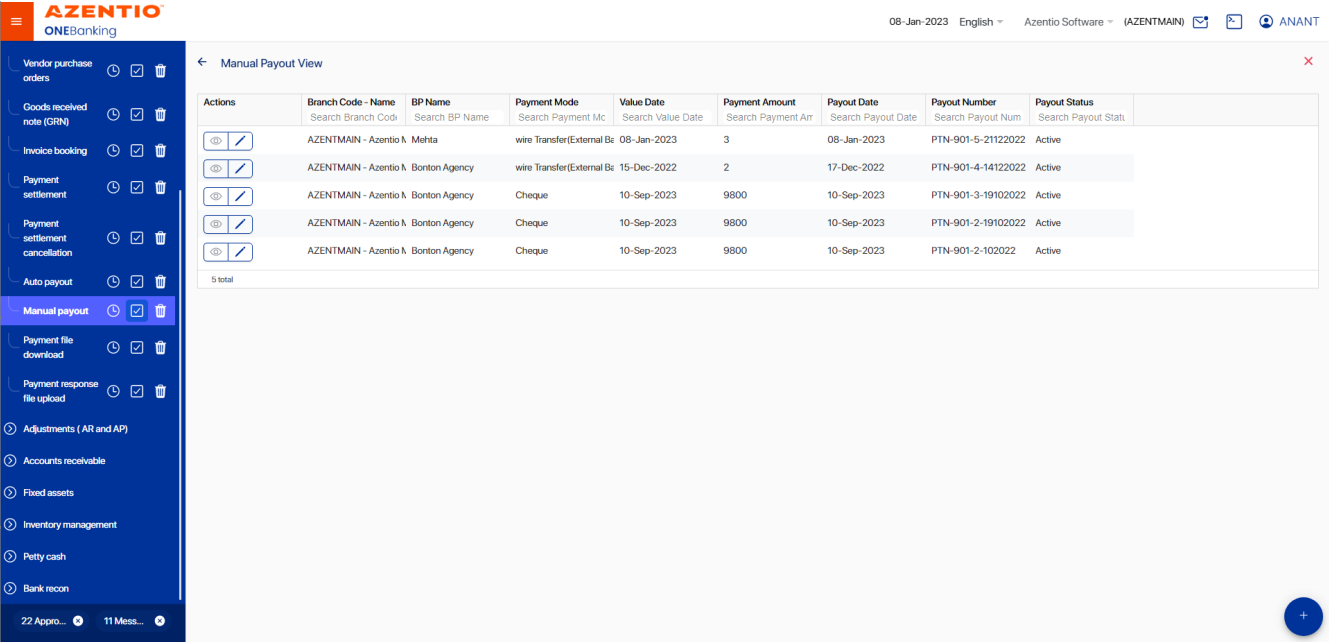 AZENTIO™
ONEBanking
08-Jan-2023 English Azentio Software (AZENTMAIN) ANANT
Vendor purchase
orders
Goods received
note (GRN)
Invoice booking
Payment
settlement
Payment
settlement
cancellation
Auto payout
Manual payout
Payment file
download
Payment response
file upload
Adjustments ( AR and AP)
Accounts receivable
Fixed assets
Inventory management
Petty cash
Bank recon
22 Appro... 11 Mess...
Manual Payout View
Actions Branch Code - Name BP Name Payment Mode Value Date Payment Amount Payout Date Payout Number Payout Status
Search Branch Code Search BP Name Search Payment Mc Search Value Date Search Payment Am Search Payout Date Search Payout Num Search Payout Statu
AZENTMAIN - Azentio M Mehta wire Transfer(External Ba 08-Jan-2023 3 08-Jan-2023 PTN-901-5-21122022 Active
AZENTMAIN - Azentio M Bonton Agency wire Transfer(External Ba 15-Dec-2022 2 17-Dec-2022 PTN-901-4-14122022 Active
AZENTMAIN - Azentio M Bonton Agency Cheque 10-Sep-2023 9800 10-Sep-2023 PTN-901-3-19102022 Active
AZENTMAIN - Azentio M Bonton Agency Cheque 10-Sep-2023 9800 10-Sep-2023 PTN-901-2-19102022 Active
AZENTMAIN - Azentio M Bonton Agency Cheque 10-Sep-2023 9800 10-Sep-2023 PTN-901-2-102022 Active
5 total